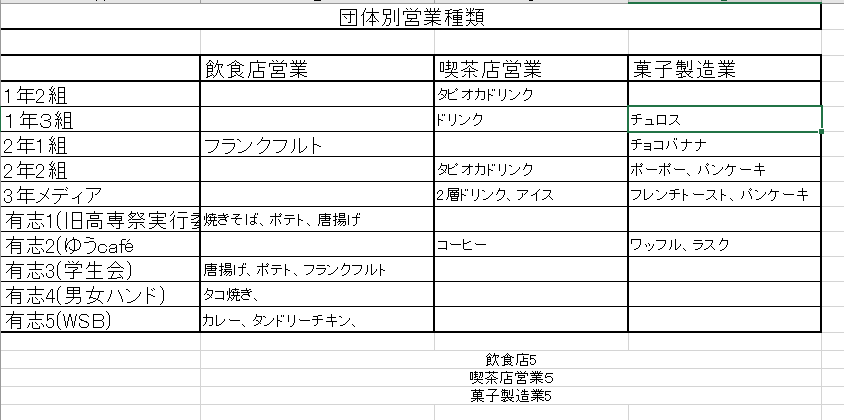 団体別営業種類
飲食店営業 喫茶店営業 菓子製造業
1年2組 タピオカドリンク
1年3組 ドリンク チュロス
2年1組 フランクフルト チョコバナナ
2年2組 タピオカドリンク ポーポー、パンケーキ
3年メディア 2層ドリンク、アイス フレンチトースト、パンケーキ
有志1(旧高専祭実行委 焼きそば、ポテト、唐揚げ
有志2(ゆうcafé コーヒー ワッフル、ラスク
有志3(学生会) 唐揚げ、ポテト、フランクフルト
有志4(男女ハンド) タコ焼き、
有志5(WSB) カレー、タンドリーチキン、
飲食店5
喫茶店営業5
菓子製造業5